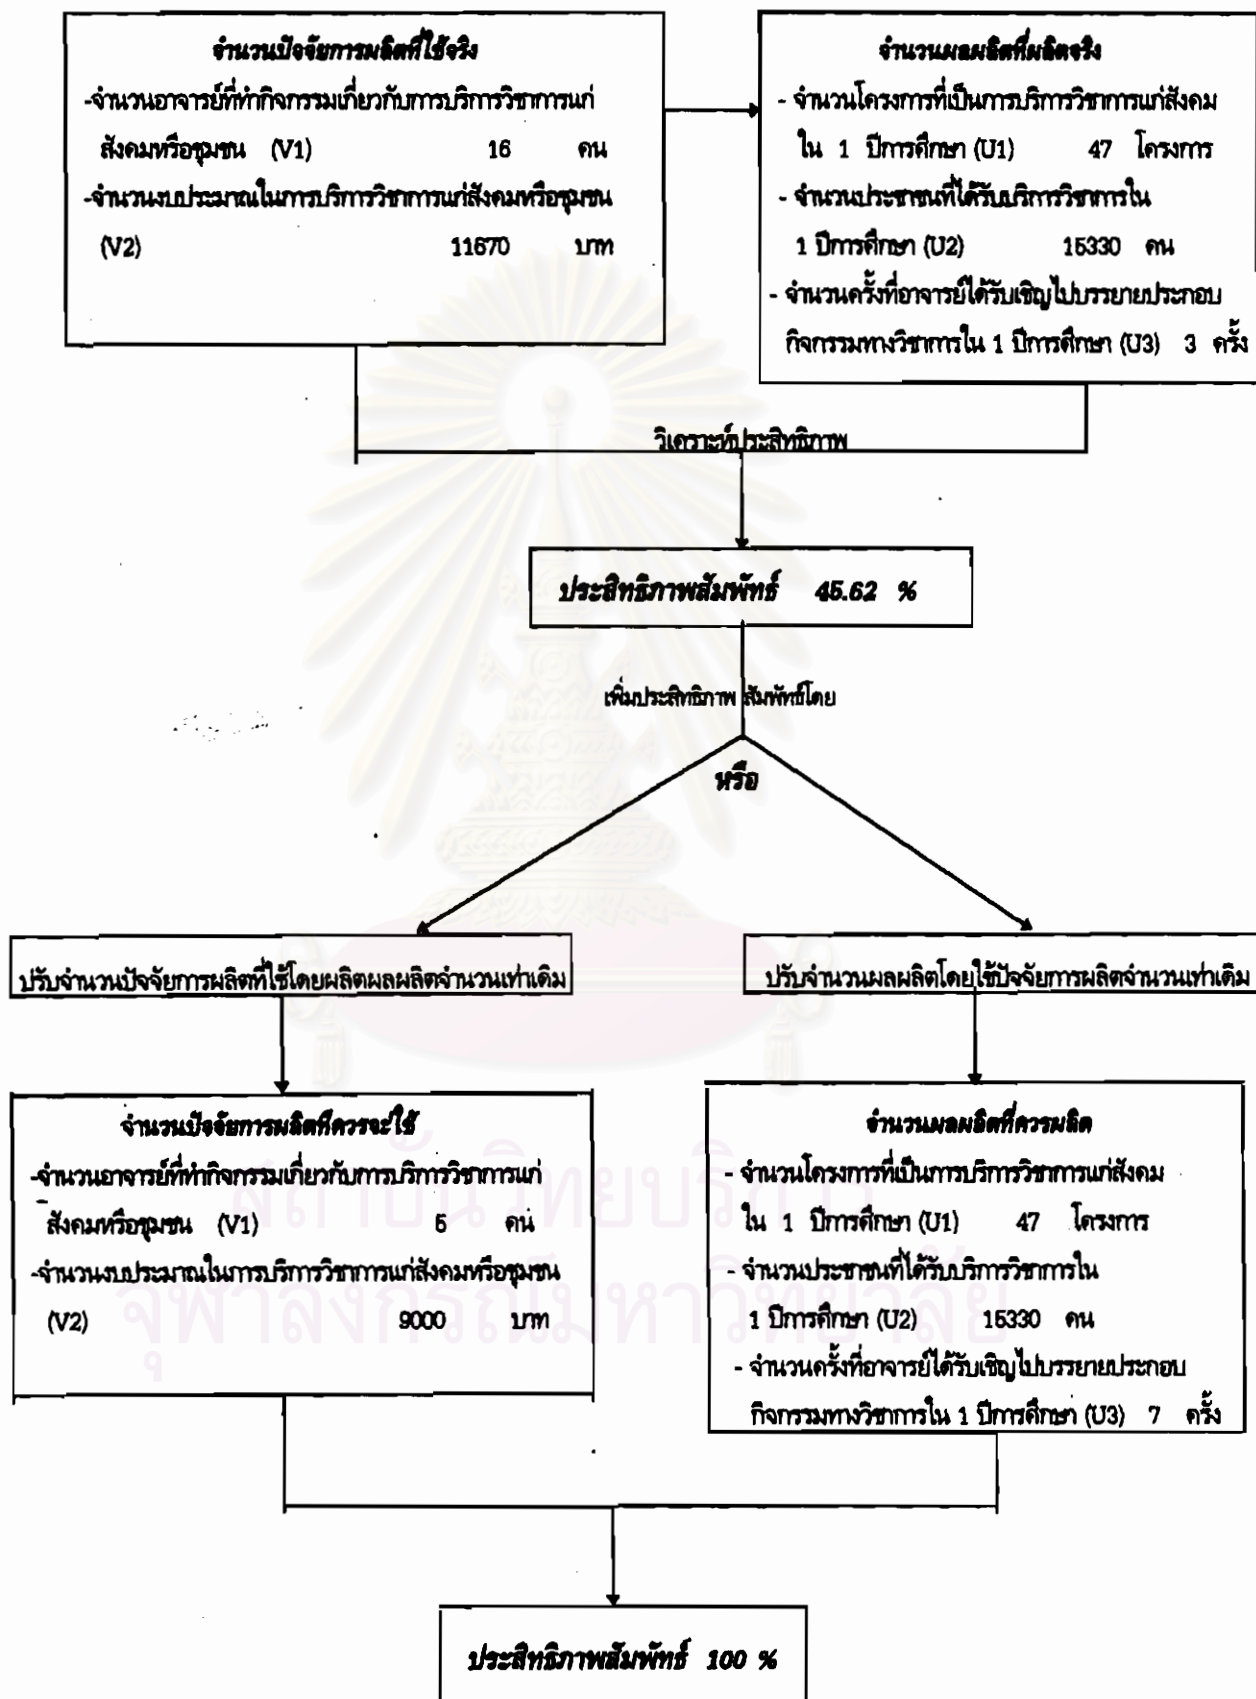 จำนวนปัจจัยการผลิตที่ใช้จริง
-จำนวนอาจารย์ที่ทำกิจกรรมเกี่ยวกับการบริการวิชาการแก่
สังคมหรือชุมชน (V1) 16 คน
-จำนวนงบประมาณในการบริการวิชาการแก่สังคมหรือชุมชน
(V2) 11670 บาท
จำนวนผลผลิตที่ผลิตจริง
- จำนวนโครงการที่เป็นการบริการวิชาการแก่สังคม
ใน 1 ปีการศึกษา (U1) 47 โครงการ
- จำนวนประชาชนที่ได้รับบริการวิชาการใน
1 ปีการศึกษา (U2) 15330 คน
- จำนวนครั้งที่อาจารย์ได้รับเชิญไปบรรยายประกอบ
กิจกรรมทางวิชาการใน 1 ปีการศึกษา (U3) 3 ครั้ง
วิเคราะห์ประสิทธิภาพ
ประสิทธิภาพสัมพัทธ์ 45.62 %
เพิ่มประสิทธิภาพ สัมพัทธ์โดย
หรือ
ปรับจำนวนปัจจัยการผลิตที่ใช้โดยผลิตผลผลิตจำนวนเท่าเดิม
ปรับจำนวนผลผลิตโดยใช้ปัจจัยการผลิตจำนวนเท่าเดิม
จำนวนปัจจัยการผลิตที่ควรจะใช้
-จำนวนอาจารย์ที่ทำกิจกรรมเกี่ยวกับการบริการวิชาการแก่
สังคมหรือชุมชน (V1) 5 คน
-จำนวนงบประมาณในการบริการวิชาการแก่สังคมหรือชุมชน
(V2) 9000 บาท
จำนวนผลผลิตที่ควรผลิต
- จำนวนโครงการที่เป็นการบริการวิชาการแก่สังคม
ใน 1 ปีการศึกษา (U1) 47 โครงการ
- จำนวนประชาชนที่ได้รับบริการวิชาการใน
1 ปีการศึกษา (U2) 15330 คน
- จำนวนครั้งที่อาจารย์ได้รับเชิญไปบรรยายประกอบ
กิจกรรมทางวิชาการใน 1 ปีการศึกษา (U3) 7 ครั้ง
สถาบันวิทยบริการ
จุฬาลงกรณ์มหาวิทยาลัย
ประสิทธิภาพสัมพัทธ์ 100 %